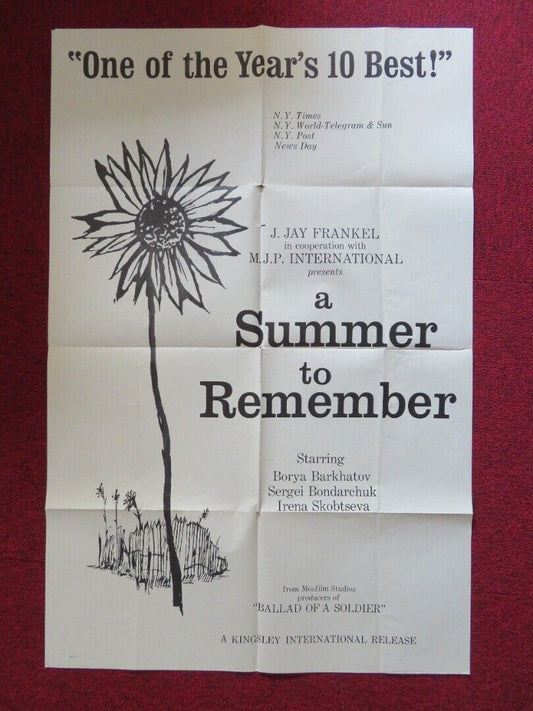 "One of the Year's 10 Best!"
N.Y. Times
N.Y. World-Telegram & Sun
N.Y. Post
News Day
J. JAY FRANKEL
in cooperation with
M.J.P. INTERNATIONAL
presents
a
Summer
to
Remember
Starring
Borya Barkhatov
Sergei Bondarchuk
Irena Skobtseva
from Mosfilm Studios
producers of
"BALLAD OF A SOLDIER"
A KINGSLEY INTERNATIONAL RELEASE